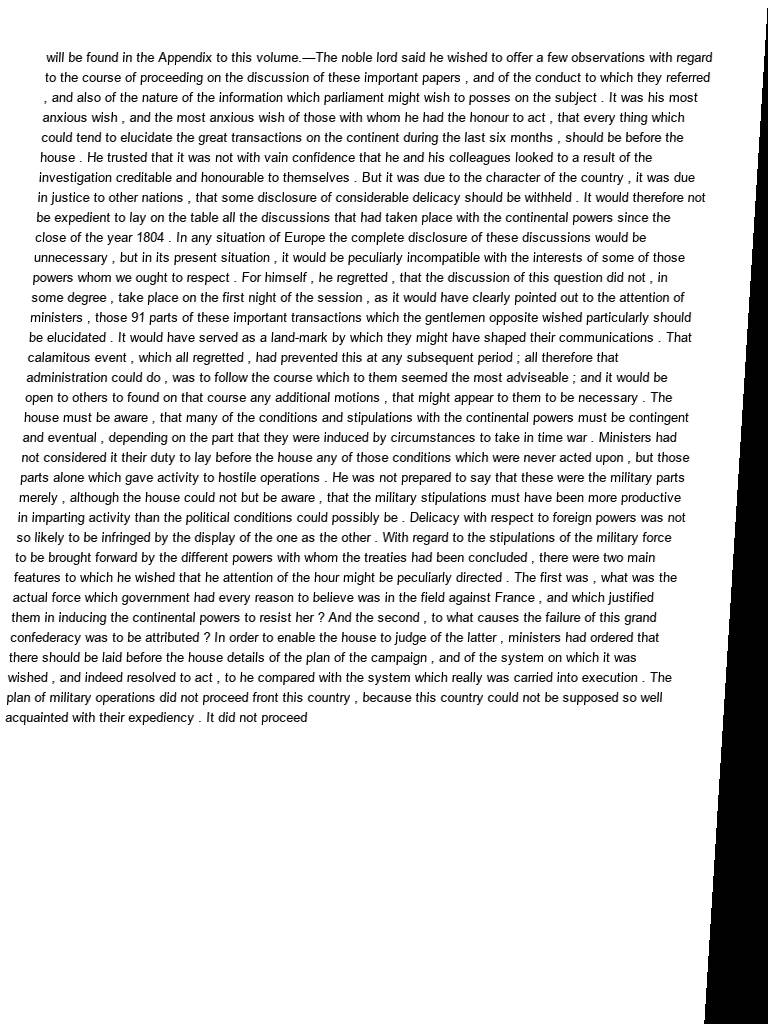 will be found in the Appendix to this volume.—The noble lord said he wished to offer a few observations with regard
to the course of proceeding on the discussion of these important papers , and of the conduct to which they referred
, and also of the nature of the information which parliament might wish to posses on the subject . It was his most
anxious wish , and the most anxious wish of those with whom he had the honour to act , that every thing which
could tend to elucidate the great transactions on the continent during the last six months , should be before the
house . He trusted that it was not with vain confidence that he and his colleagues looked to a result of the
investigation creditable and honourable to themselves . But it was due to the character of the country , it was due
in justice to other nations , that some disclosure of considerable delicacy should be withheld . It would therefore not
be expedient to lay on the table all the discussions that had taken place with the continental powers since the
close of the year 1804 . In any situation of Europe the complete disclosure of these discussions would be
unnecessary , but in its present situation , it would be peculiarly incompatible with the interests of some of those
powers whom we ought to respect . For himself , he regretted , that the discussion of this question did not , in
some degree , take place on the first night of the session , as it would have clearly pointed out to the attention of
ministers , those 91 parts of these important transactions which the gentlemen opposite wished particularly should
be elucidated . It would have served as a land-mark by which they might have shaped their communications . That
calamitous event , which all regretted , had prevented this at any subsequent period ; all therefore that
administration could do , was to follow the course which to them seemed the most adviseable ; and it would be
open to others to found on that course any additional motions , that might appear to them to be necessary . The
house must be aware , that many of the conditions and stipulations with the continental powers must be contingent
and eventual , depending on the part that they were induced by circumstances to take in time war . Ministers had
not considered it their duty to lay before the house any of those conditions which were never acted upon , but those
parts alone which gave activity to hostile operations . He was not prepared to say that these were the military parts
merely , although the house could not but be aware , that the military stipulations must have been more productive
in imparting activity than the political conditions could possibly be . Delicacy with respect to foreign powers was not
so likely to be infringed by the display of the one as the other . With regard to the stipulations of the military force
to be brought forward by the different powers with whom the treaties had been concluded , there were two main
features to which he wished that he attention of the hour might be peculiarly directed . The first was , what was the
actual force which government had every reason to believe was in the field against France , and which justified
them in inducing the continental powers to resist her ? And the second , to what causes the failure of this grand
confederacy was to be attributed ? In order to enable the house to judge of the latter , ministers had ordered that
there should be laid before the house details of the plan of the campaign , and of the system on which it was
wished , and indeed resolved to act , to he compared with the system which really was carried into execution . The
plan of military operations did not proceed front this country , because this country could not be supposed so well
acquainted with their expediency . It did not proceed